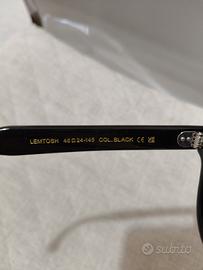 LEMTOSH 46□24-145 COL. BLACK CE
subito